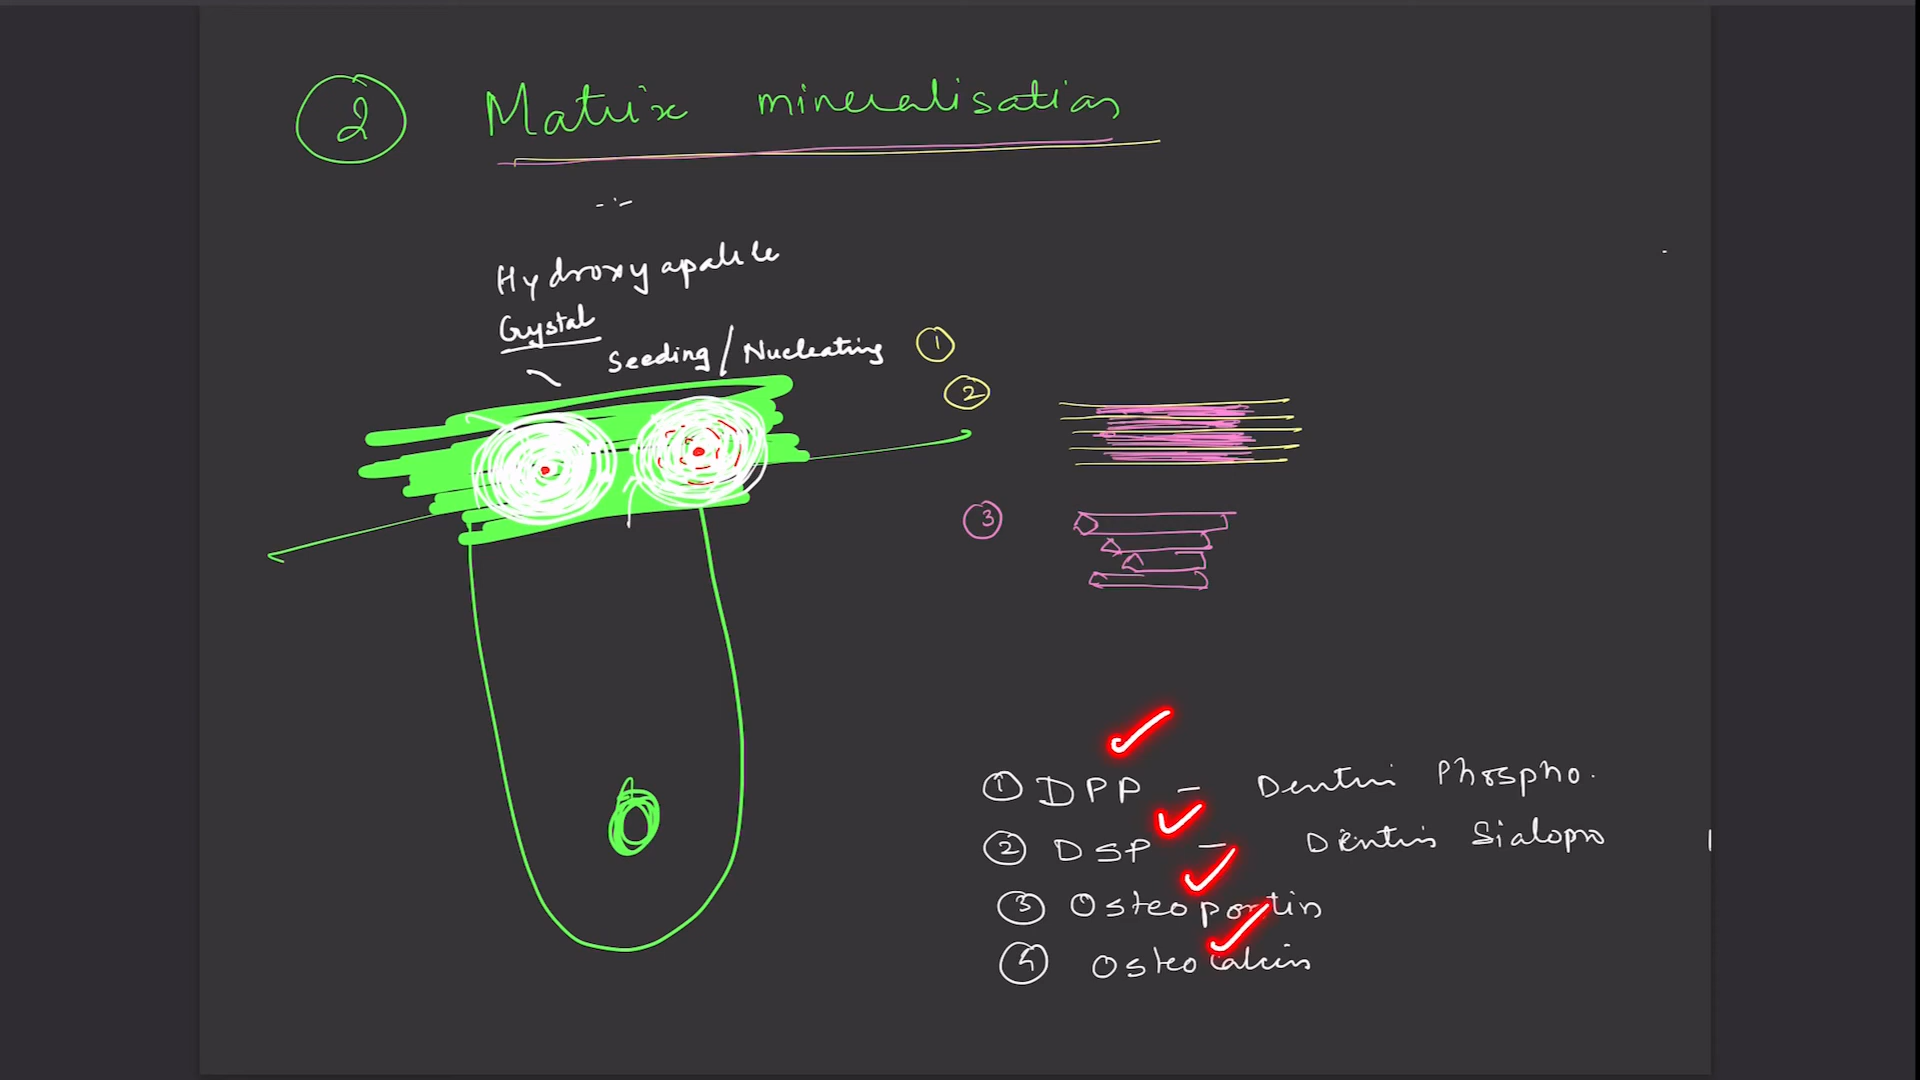 2 Matrix mineralisation
Hydroxyapatite
Crystal
Seeding / Nucleating 1
2
3
1 DPP - Dentin Phospho.
2 DSP - Dentin Sialopro
3 Osteopontin
4 Osteocalcin